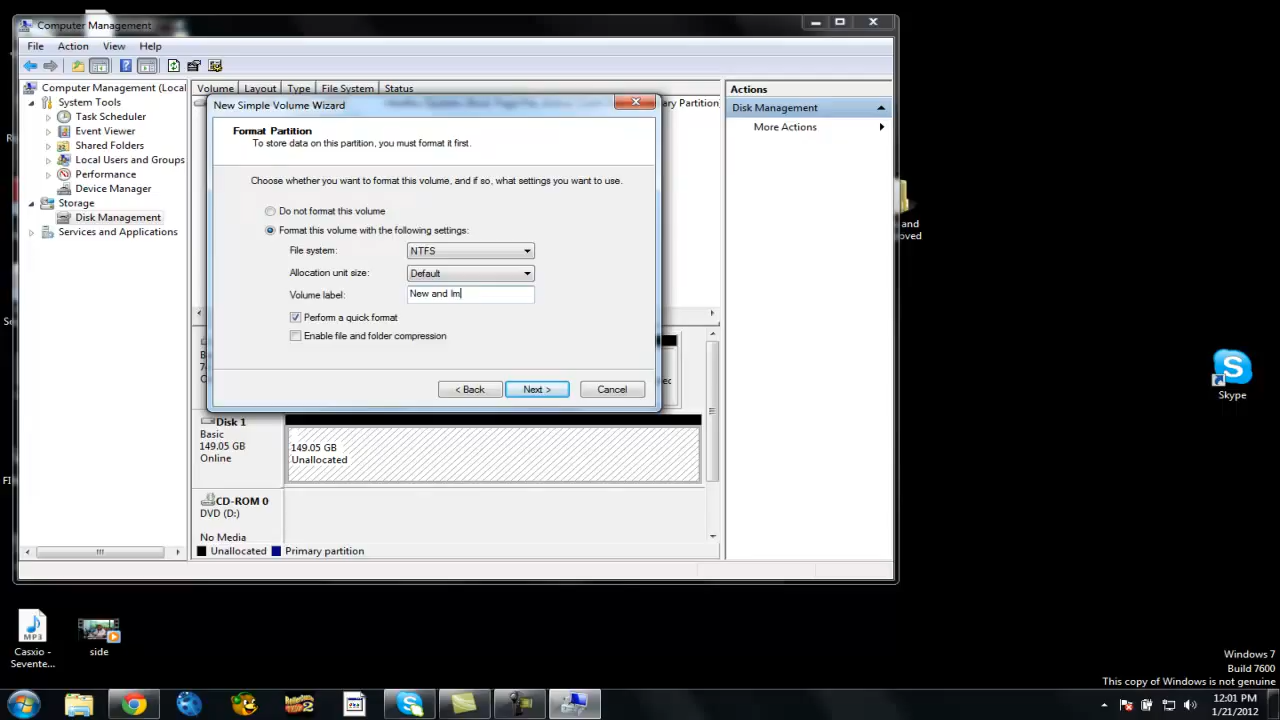 Computer Management
File Action View Help
Computer Management (Local
System Tools
Task Scheduler
Event Viewer
Shared Folders
Local Users and Groups
Performance
Device Manager
Storage
Disk Management
Services and Applications
Volume Layout Type File System Status
ary Partition)
New Simple Volume Wizard
Format Partition
To store data on this partition, you must format it first.
Choose whether you want to format this volume, and if so, what settings you want to use.
Do not format this volume
Format this volume with the following settings:
File system: NTFS
Allocation unit size: Default
Volume label: New and Im
Perform a quick format
Enable file and folder compression
< Back Next > Cancel
Disk 1
Basic
149.05 GB
Online
149.05 GB
Unallocated
CD-ROM 0
DVD (D:)
No Media
Unallocated Primary partition
Actions
Disk Management
More Actions
and
oved
Skype
MP3
Casxio -
Sevente...
side
Windows 7
Build 7600
This copy of Windows is not genuine
12:01 PM
1/21/2012